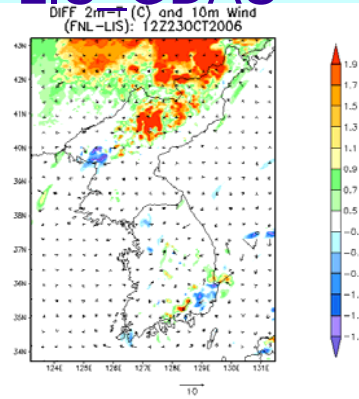 DIFF 2m-T (C) and 10m Wind
(FNL-LIS): 12Z23OCT2006
43N
42N
41N
40N
39N
38N
37N
36N
35N
34N
124E 125E 126E 127E 128E 129E 130E 131E
10
1.9
1.7
1.5
1.3
1.1
0.9
0.7
0.5